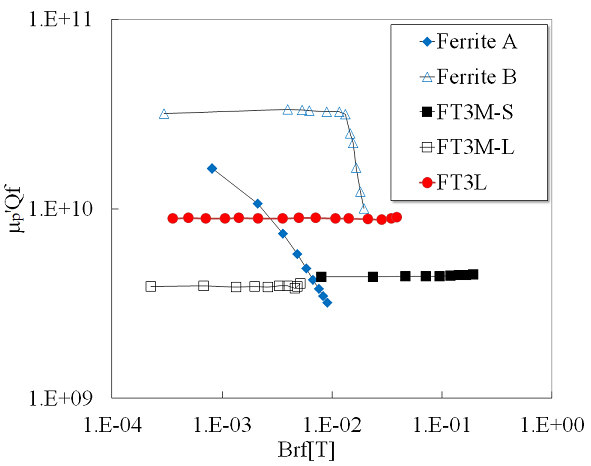 1.E+11
Ferrite A
Ferrite B
FT3M-S
FT3M-L
FT3L
μp'Qf
1.E+10
1.E+09
1.E-04 1.E-03 1.E-02 1.E-01 1.E+00
Brf[T]